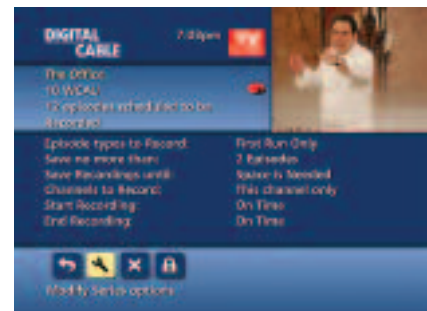 DIGITAL
CABLE
TV
The Office
10 WCAU
12 episodes scheduled to be
Recorded
Episode types to Record: First Run Only
Save no more than: 2 Episodes
Save Recordings until: Space is Needed
Channels to Record: This channel only
Start Recording: On Time
End Recording: On Time
Modify Series options